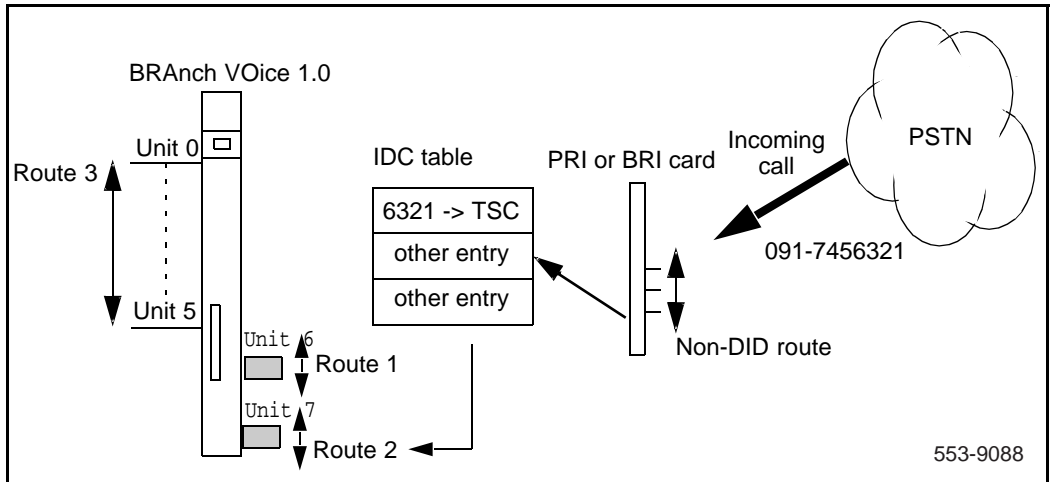 BRAnch VOice 1.0
Unit 0
Route 3
Unit 5
Unit 6
Route 1
Unit 7
Route 2
IDC table
6321 -> TSC
other entry
other entry
PRI or BRI card
Non-DID route
Incoming
call
091-7456321
PSTN
553-9088